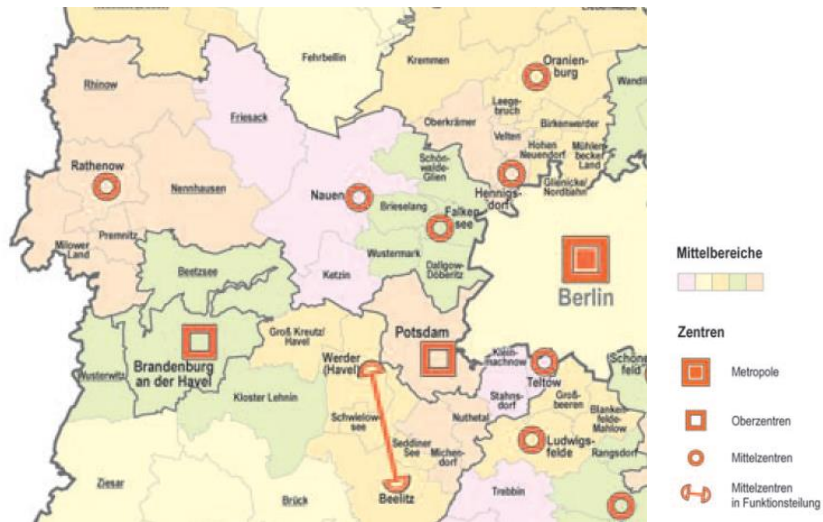 Fehrbellin
Kremmen
Oranien-
burg
Wandli
Rhinow
Friesack
Leege-
bruch
Oberkrämer
Birkenwerder
Velten
Hohen
Neuendorf
Mühlen-
becker
Land
Schön-
walde-
Glien
Rathenow
Nennhausen
Nauen
Hennigs-
dorf
Glienicke/
Nordbahn
Brieselang
Falken-
see
Premnitz
Milower
Land
Wustermark
Dallgow-
Döberitz
Beetzsee
Ketzin
Berlin
Mittelbereiche
Groß Kreutz/
Havel
Potsdam
Zentren
Brandenburg
an der Havel
Werder
(Havel)
Klein-
machnow
Teltow
Schöne
feld
Metropole
Wusterwitz
Stahns-
dorf
Groß-
beeren
Kloster Lehnin
Schwielow-
see
Nuthetal
Blanken-
felde-
Mahlow
Oberzentren
Seddiner
See
Michen-
dorf
Ludwigs-
felde
Rangsdorf
Mittelzentren
Ziesar
Brück
Beelitz
Trebbin
Mittelzentren
in Funktionsteilung